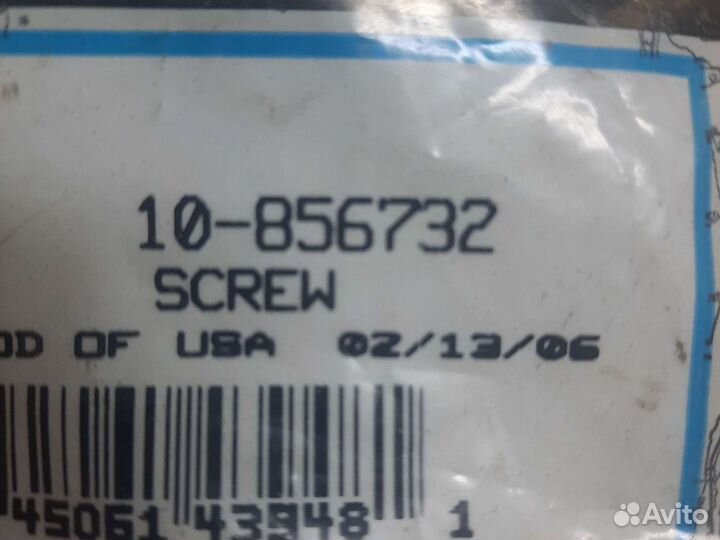 10-856732
SCREW
OD OF USA 02/13/06
45061 43948 1
Avito